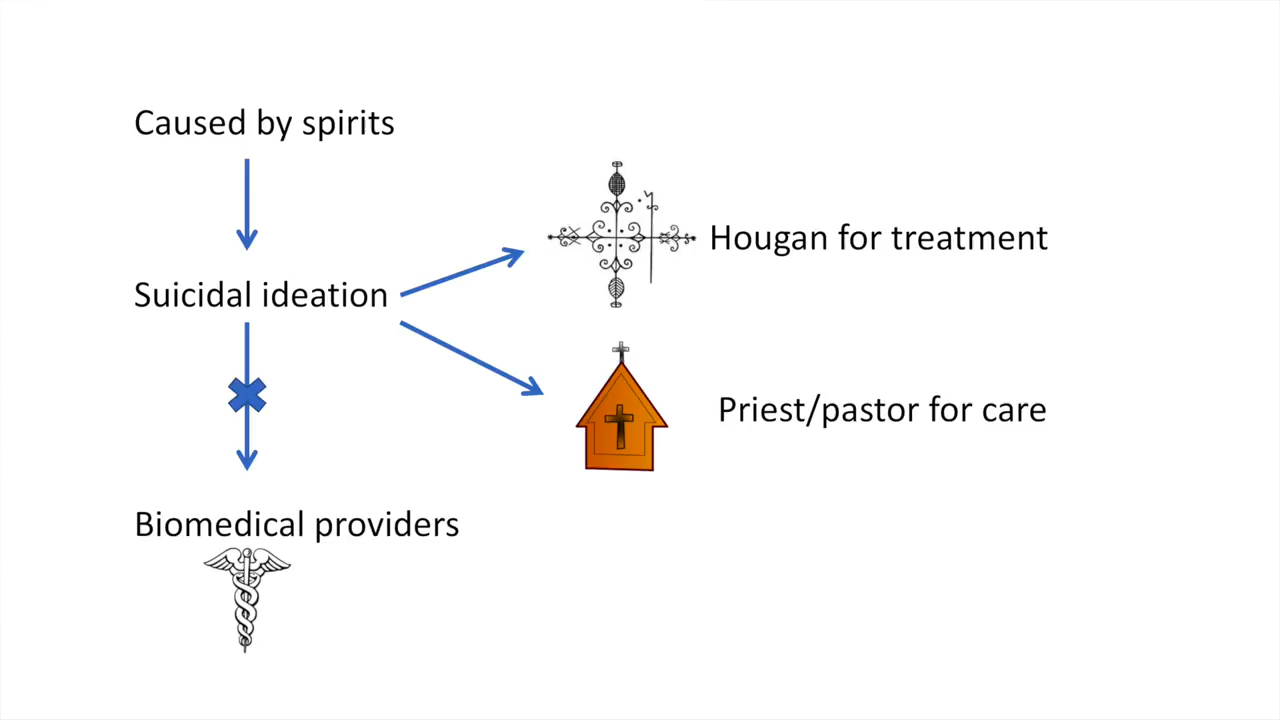 Caused by spirits
Suicidal ideation
Hougan for treatment
Priest/pastor for care
Biomedical providers